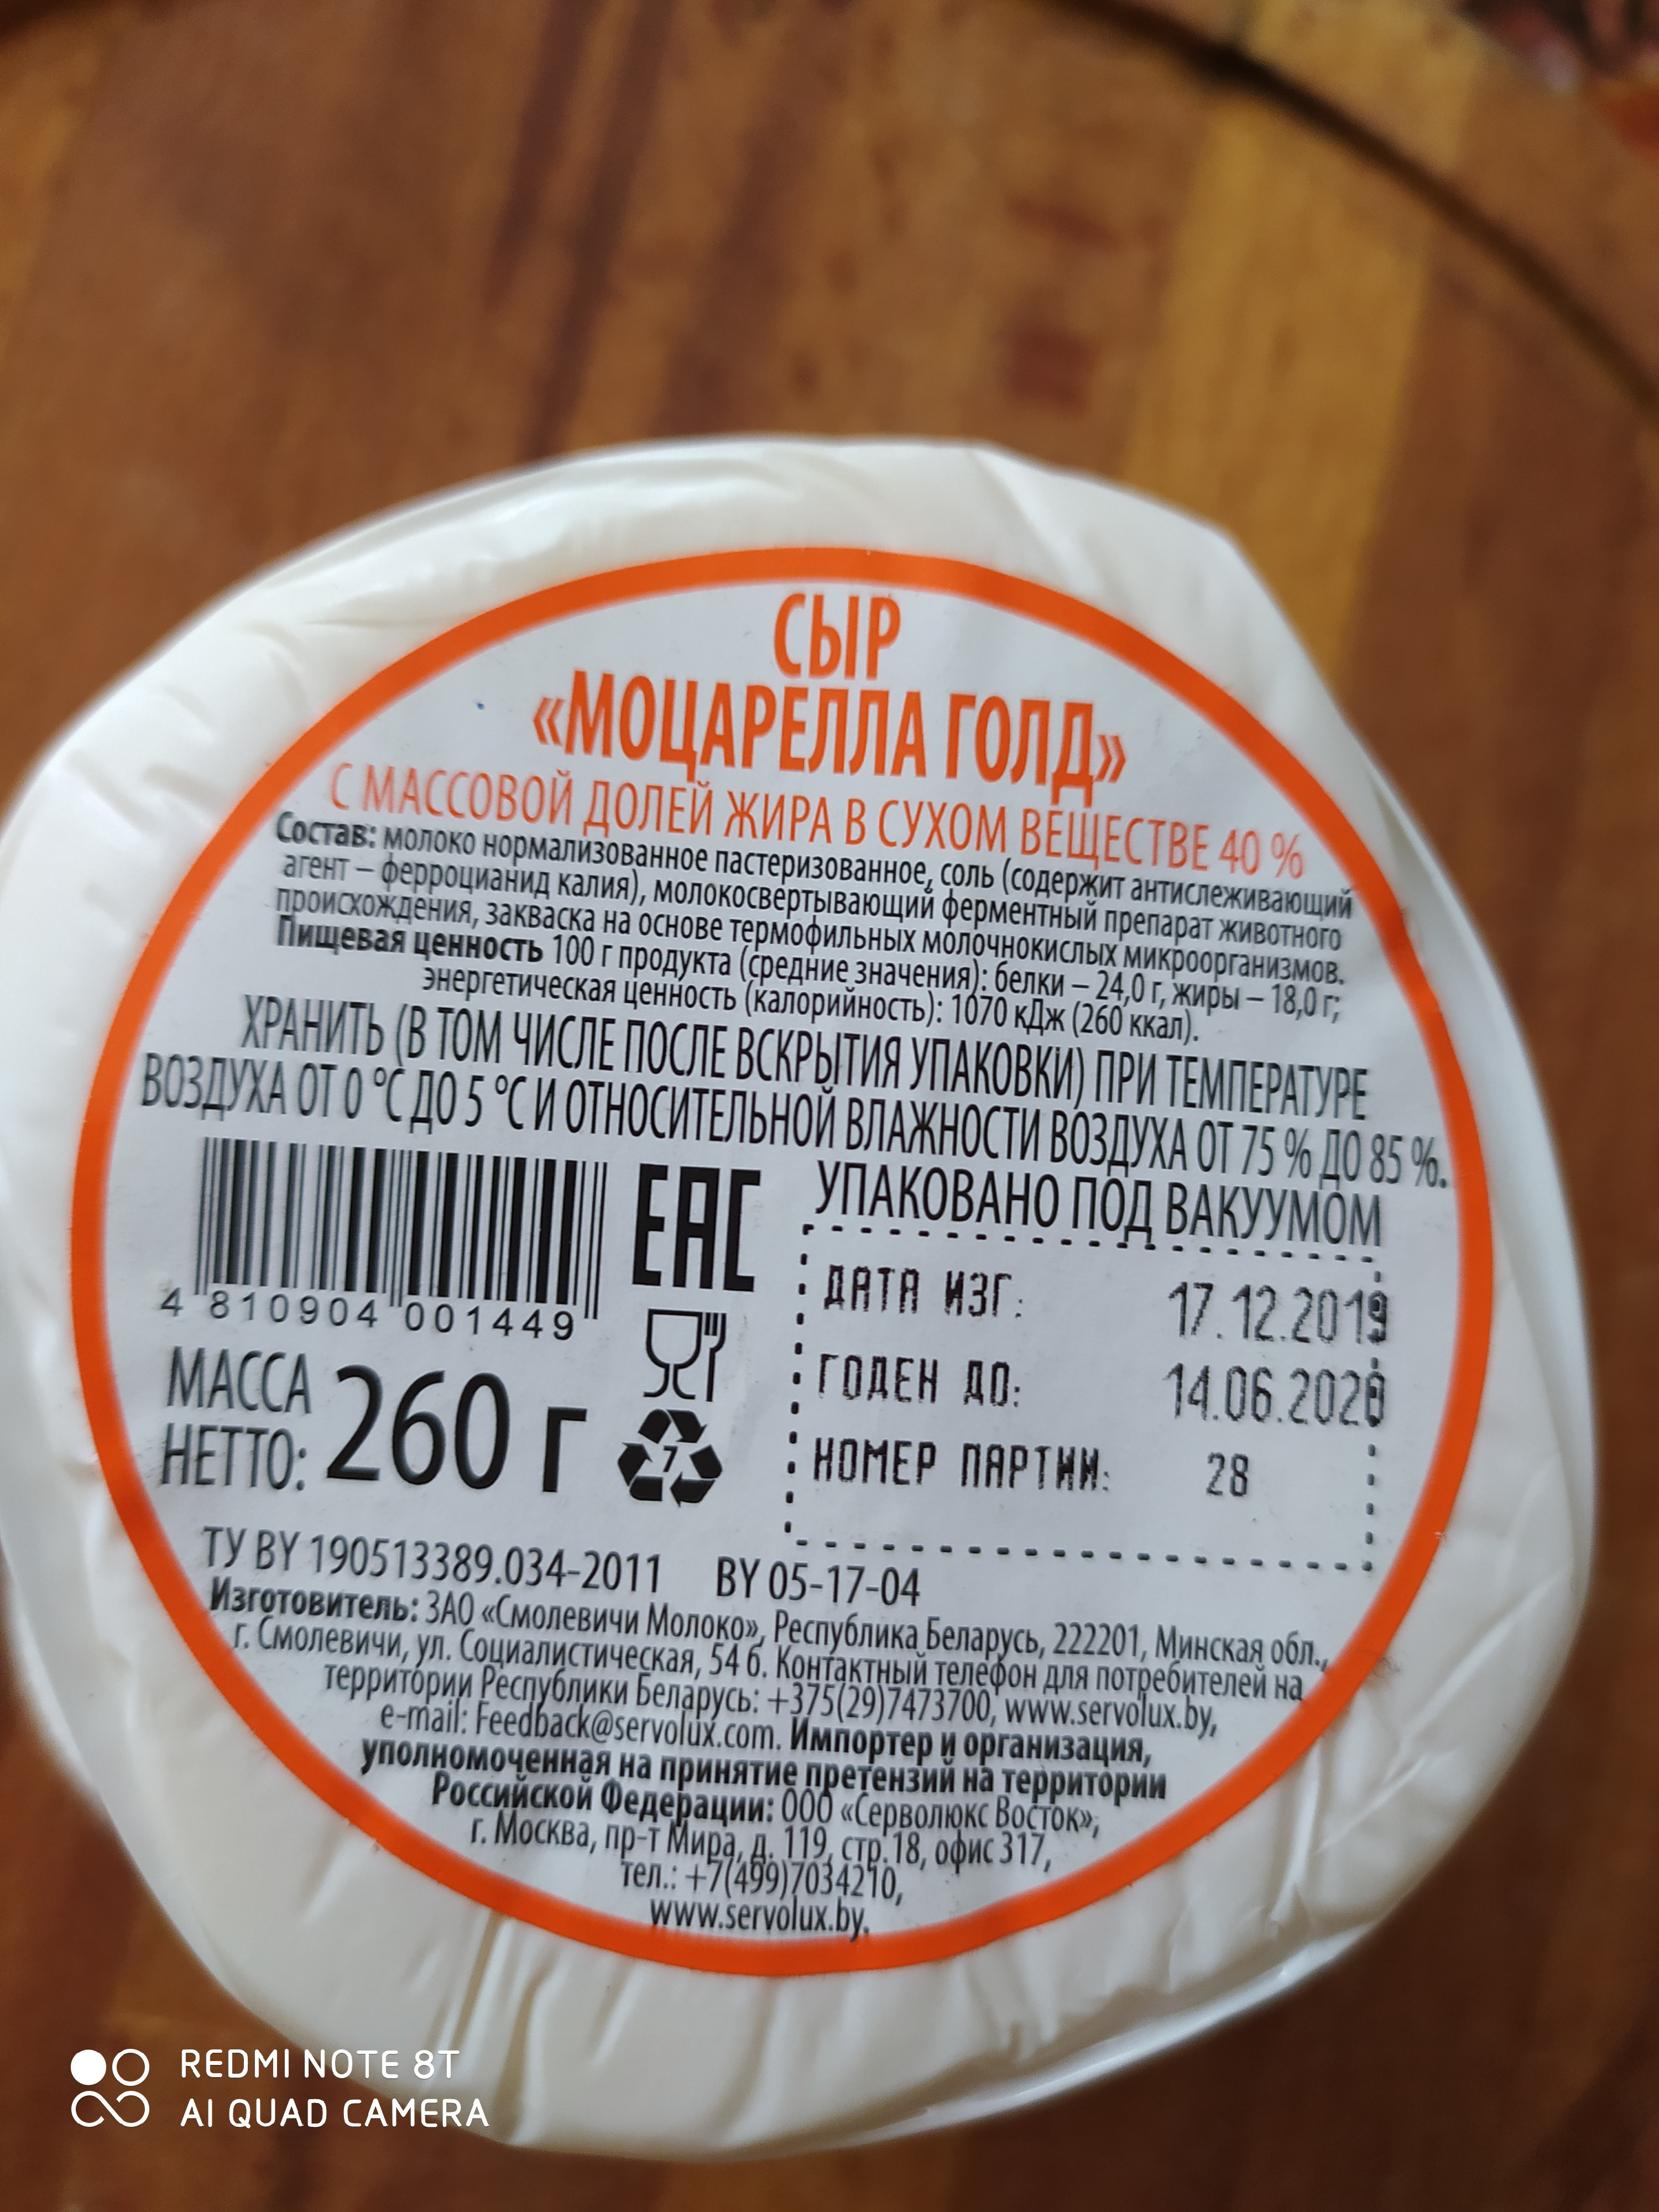 СЫР
«МОЦАРЕЛЛА ГОЛД»
С МАССОВОЙ ДОЛЕЙ ЖИРА В СУХОМ ВЕЩЕСТВЕ 40 %
Состав: молоко нормализованное пастеризованное, соль (содержит антислеживающий
агент – ферроцианид калия), молокосвертывающий ферментный препарат животного
происхождения, закваска на основе термофильных молочнокислых микроорганизмов.
Пищевая ценность 100 г продукта (средние значения): белки – 24,0 г, жиры – 18,0 г;
энергетическая ценность (калорийность): 1070 кДж (260 ккал).
ХРАНИТЬ (В ТОМ ЧИСЛЕ ПОСЛЕ ВСКРЫТИЯ УПАКОВКИ) ПРИ ТЕМПЕРАТУРЕ
ВОЗДУХА ОТ 0 °С ДО 5 °С И ОТНОСИТЕЛЬНОЙ ВЛАЖНОСТИ ВОЗДУХА ОТ 75 % ДО 85 %.
УПАКОВАНО ПОД ВАКУУМОМ
EAC
4 810904 001449
ДАТА ИЗГ: 17.12.2019
ГОДЕН ДО: 14.06.2020
НОМЕР ПАРТИИ: 28
МАССА
НЕТТО: 260 г
7
ТУ BY 190513389.034-2011 BY 05-17-04
Изготовитель: ЗАО «Смолевичи Молоко», Республика Беларусь, 222201, Минская обл.,
г. Смолевичи, ул. Социалистическая, 54 б. Контактный телефон для потребителей на
территории Республики Беларусь: +375(29)7473700, www.servolux.by,
e-mail: Feedback@servolux.com. Импортер и организация,
уполномоченная на принятие претензий на территории
Российской Федерации: ООО «Серволюкс Восток»,
г. Москва, пр-т Мира, д. 119, стр. 18, офис 317,
тел.: +7(499)7034210,
www.servolux.by.
REDMI NOTE 8T
AI QUAD CAMERA